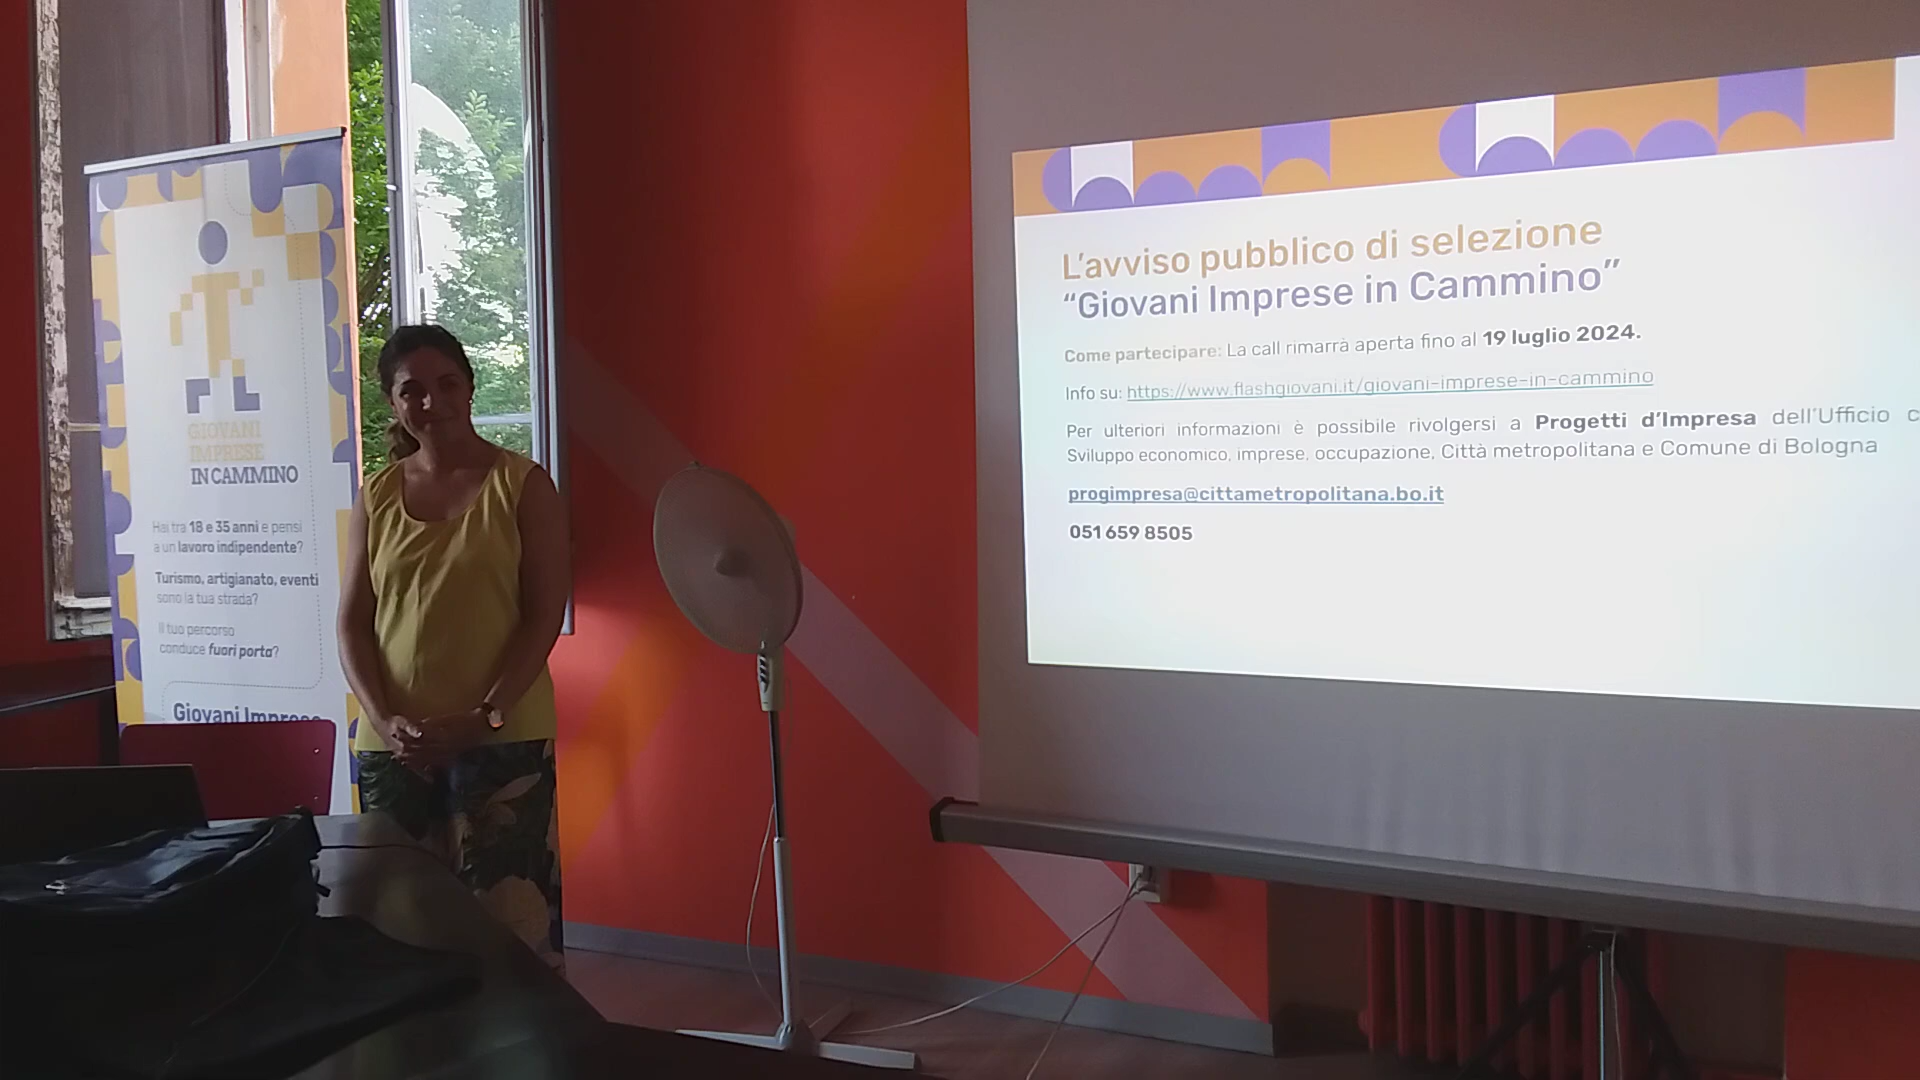 GIOVANI
IMPRESE
IN CAMMINO
Hai tra 18 e 35 anni e pensi
a un lavoro indipendente?
Turismo, artigianato, eventi
sono la tua strada?
Il tuo percorso
conduce fuori porta?
Giovani Imprese
L'avviso pubblico di selezione
“Giovani Imprese in Cammino”
Come partecipare: La call rimarrà aperta fino al 19 luglio 2024.
Info su: https://www.flashgiovani.it/giovani-imprese-in-cammino
Per ulteriori informazioni è possibile rivolgersi a Progetti d'Impresa dell'Ufficio c
Sviluppo economico, imprese, occupazione, Città metropolitana e Comune di Bologna
progimpresa@cittametropolitana.bo.it
051 659 8505